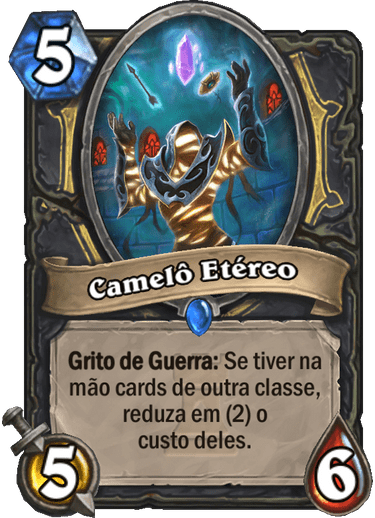 5
Camelô Etéreo
Grito de Guerra: Se tiver na
mão cards de outra classe,
reduza em (2) o
custo deles.
5
6